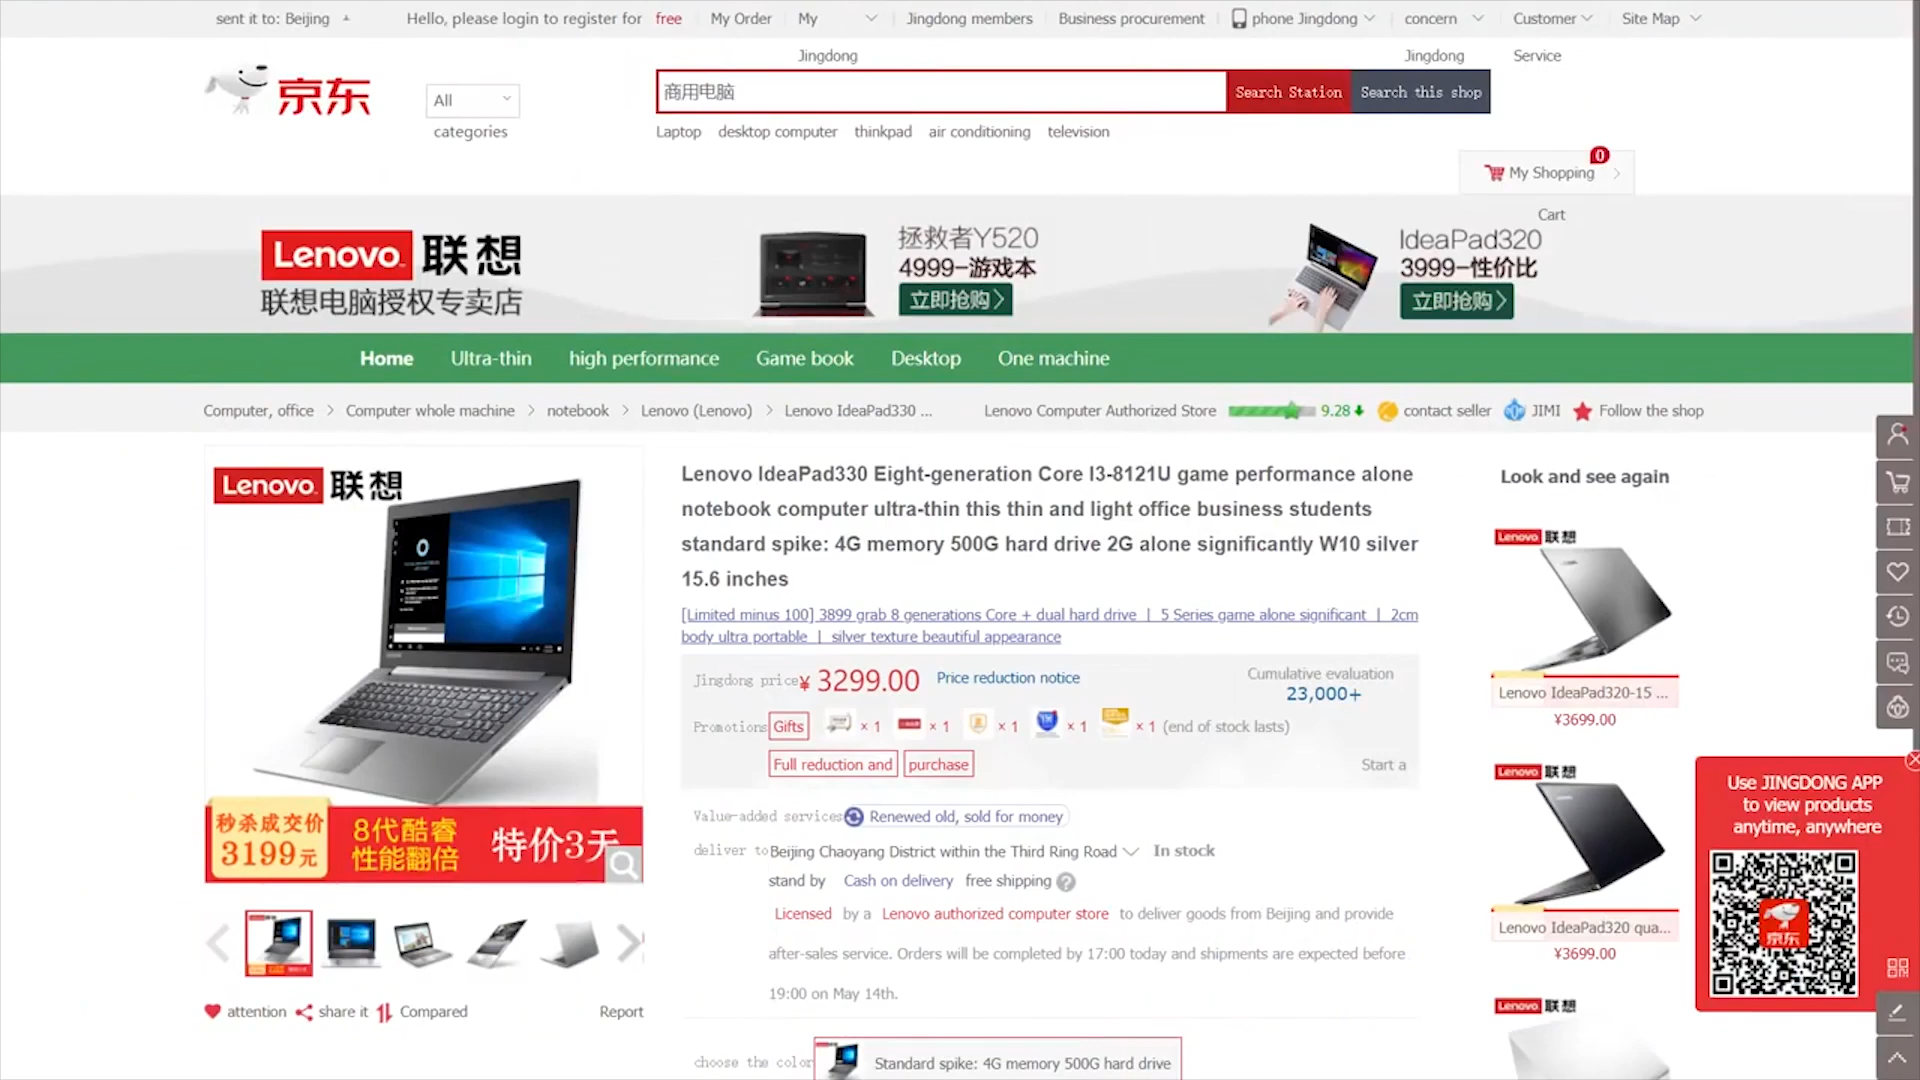 sent it to: Beijing
Hello, please login to register for free
My Order
My Jingdong
Jingdong members
Business procurement
phone Jingdong
concern Jingdong
Customer Service
Site Map
京东
All categories
商用电脑
Search Station
Search this shop
Laptop desktop computer thinkpad air conditioning television
0
My Shopping Cart
Lenovo 联想
联想电脑授权专卖店
拯救者Y520
4999-游戏本
立即抢购>
IdeaPad320
3999-性价比
立即抢购>
Home Ultra-thin high performance Game book Desktop One machine
Computer, office > Computer whole machine > notebook > Lenovo (Lenovo) > Lenovo IdeaPad330 ...
Lenovo Computer Authorized Store 9.28 contact seller JIMI Follow the shop
Lenovo 联想
秒杀成交价
3199元
8代酷睿
性能翻倍
特价3天
attention share it Compared Report
Lenovo IdeaPad330 Eight-generation Core I3-8121U game performance alone
notebook computer ultra-thin this thin and light office business students
standard spike: 4G memory 500G hard drive 2G alone significantly W10 silver
15.6 inches
[Limited minus 100] 3899 grab 8 generations Core + dual hard drive | 5 Series game alone significant | 2cm
body ultra portable | silver texture beautiful appearance
Jingdong price ¥ 3299.00 Price reduction notice
Cumulative evaluation
23,000+
Promotions Gifts × 1 × 1 × 1 × 1 × 1 (end of stock lasts)
Full reduction and purchase Start a
Value-added services Renewed old, sold for money
deliver to Beijing Chaoyang District within the Third Ring Road In stock
stand by Cash on delivery free shipping ?
Licensed by a Lenovo authorized computer store to deliver goods from Beijing and provide
after-sales service. Orders will be completed by 17:00 today and shipments are expected before
19:00 on May 14th.
choose the color Standard spike: 4G memory 500G hard drive
Look and see again
Lenovo 联想
Lenovo IdeaPad320-15 ...
¥3699.00
Lenovo 联想
Lenovo IdeaPad320 qua...
¥3699.00
Lenovo 联想
Use JINGDONG APP
to view products
anytime, anywhere
京东